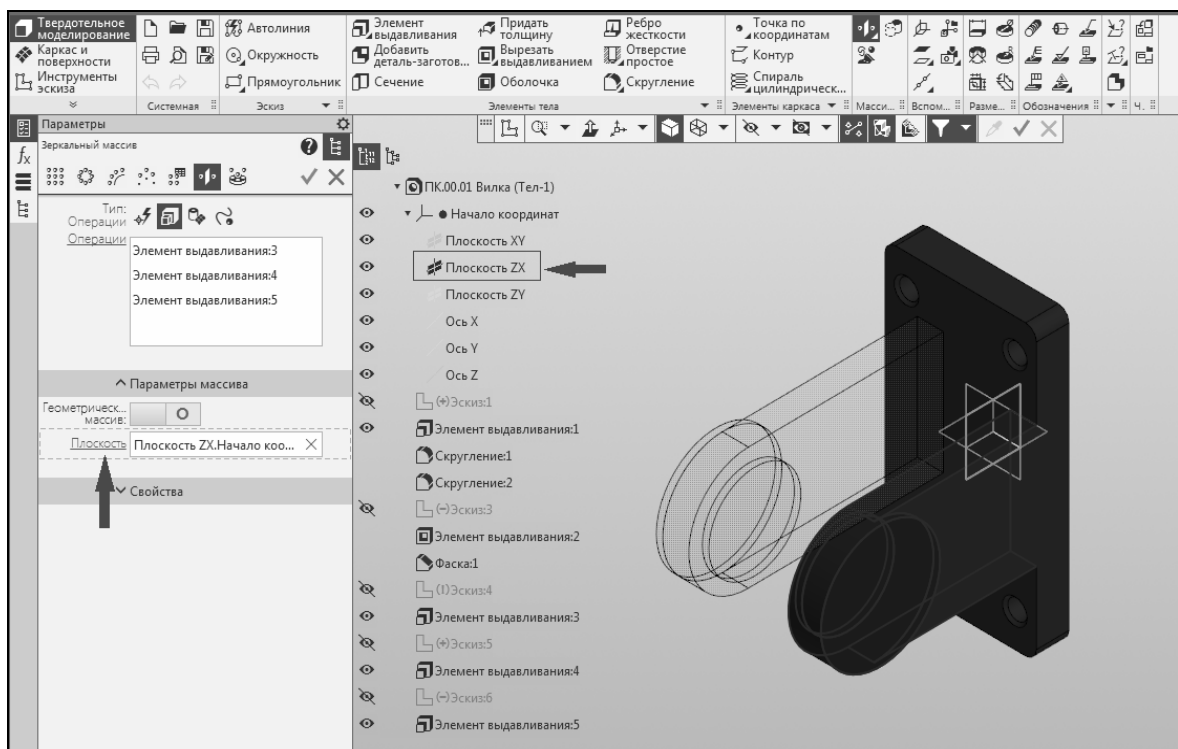 Твердотельное моделирование
Каркас и поверхности
Инструменты эскиза
Системная
Автолиния
Окружность
Прямоугольник
Эскиз
Элемент выдавливания
Добавить деталь-заготов...
Сечение
Придать толщину
Вырезать выдавливанием
Оболочка
Ребро жесткости
Отверстие простое
Скругление
Элементы тела
Точка по координатам
Контур
Спираль цилиндрическ...
Элементы каркаса
Масси...
Вспом...
Разме...
Обозначения
Ч.
Параметры
Зеркальный массив
Тип:
Операции
Операции
Элемент выдавливания:3
Элемент выдавливания:4
Элемент выдавливания:5
Параметры массива
Геометрическ...
массив:
Плоскость
Плоскость ZX.Начало коо...
Свойства
ПК.00.01 Вилка (Тел-1)
Начало координат
Плоскость XY
Плоскость ZX
Плоскость ZY
Ось X
Ось Y
Ось Z
(+)Эскиз:1
Элемент выдавливания:1
Скругление:1
Скругление:2
(-)Эскиз:3
Элемент выдавливания:2
Фаска:1
(!)Эскиз:4
Элемент выдавливания:3
(+)Эскиз:5
Элемент выдавливания:4
(-)Эскиз:6
Элемент выдавливания:5